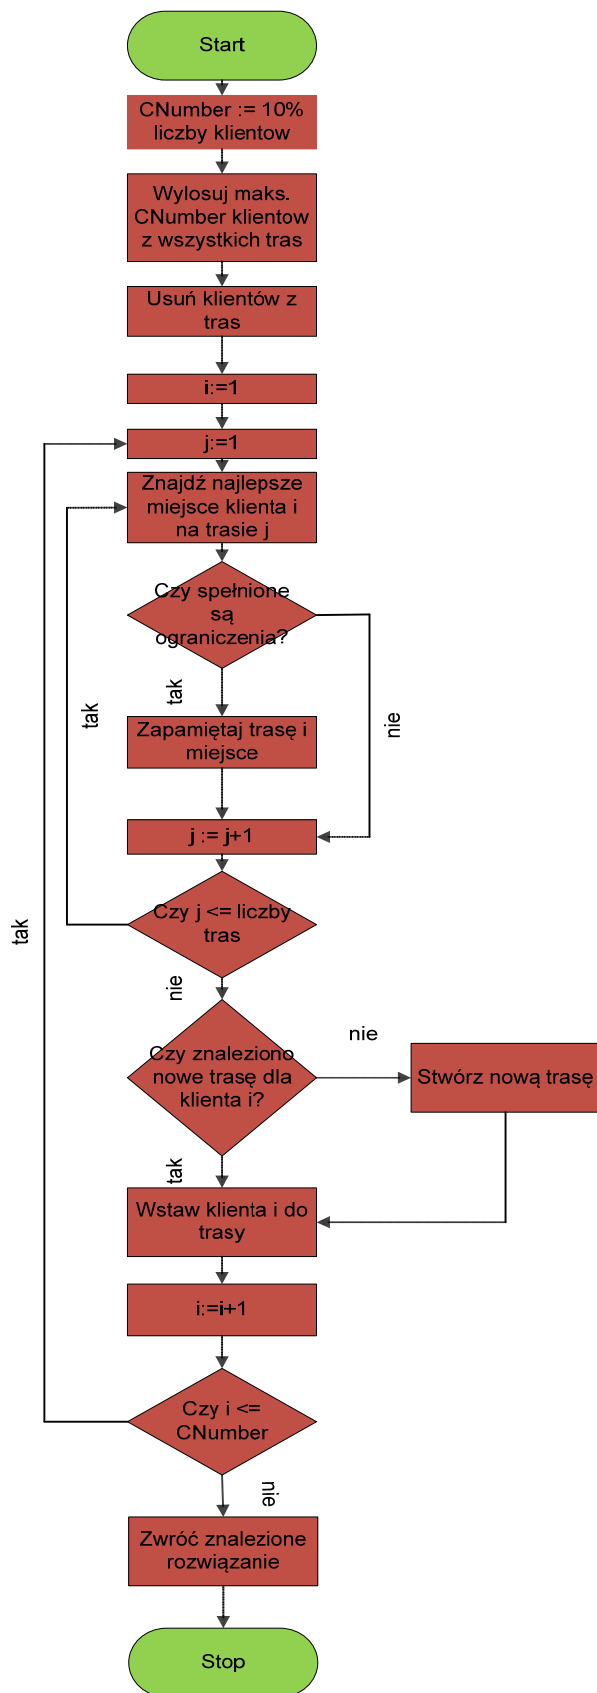 Start
CNumber := 10%
liczby klientow
Wylosuj maks.
CNumber klientow
z wszystkich tras
Usuń klientów z
tras
i:=1
j:=1
Znajdź najlepsze
miejsce klienta i
na trasie j
Czy spełnione
są
ograniczenia?
tak
nie
tak
Zapamiętaj trasę i
miejsce
j := j+1
Czy j <= liczby
tras
tak
nie
Czy znaleziono
nowe trasę dla
klienta i?
nie
Stwórz nową trasę
tak
Wstaw klienta i do
trasy
i:=i+1
Czy i <=
CNumber
nie
Zwróć znalezione
rozwiązanie
Stop